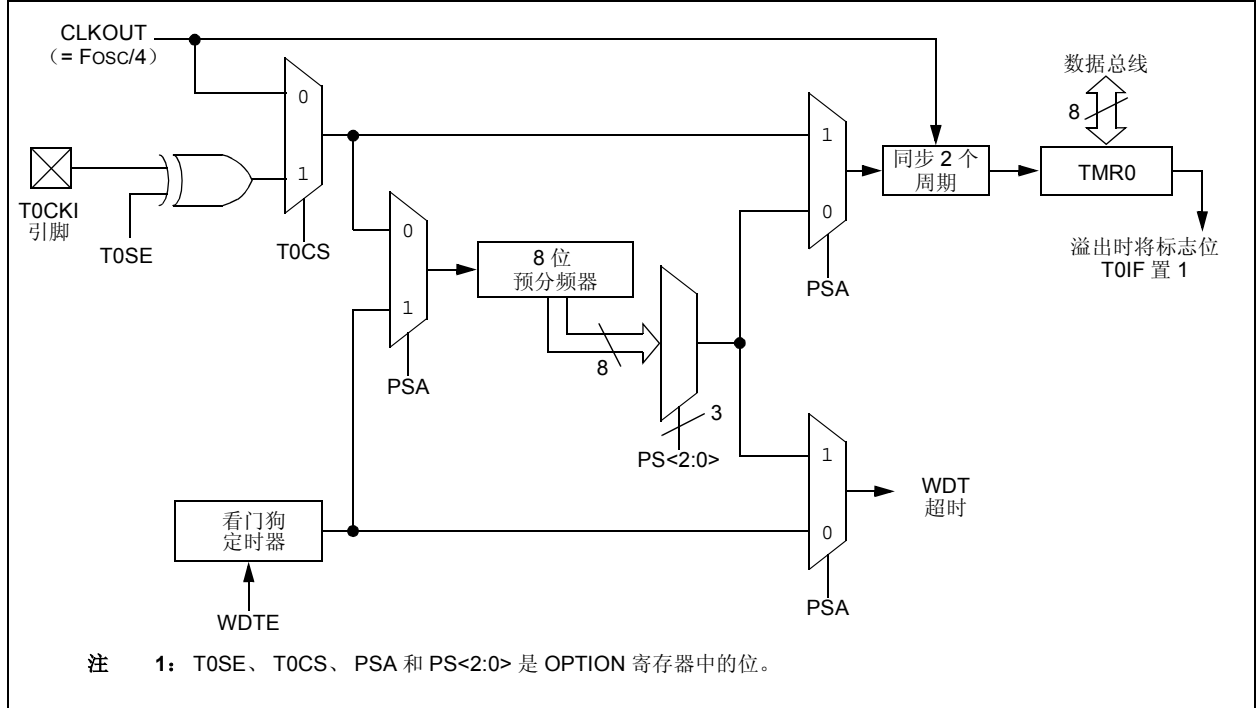 CLKOUT
（= FOSC/4）
0
1
T0CKI
引脚
T0SE
T0CS
0
1
PSA
8 位
预分频器
8
3
PS<2:0>
1
0
PSA
同步 2 个
周期
数据总线
8
TMR0
溢出时将标志位
T0IF 置 1
1
0
PSA
WDT
超时
看门狗
定时器
WDTE
注 1： T0SE、 T0CS、 PSA 和 PS<2:0> 是 OPTION 寄存器中的位。